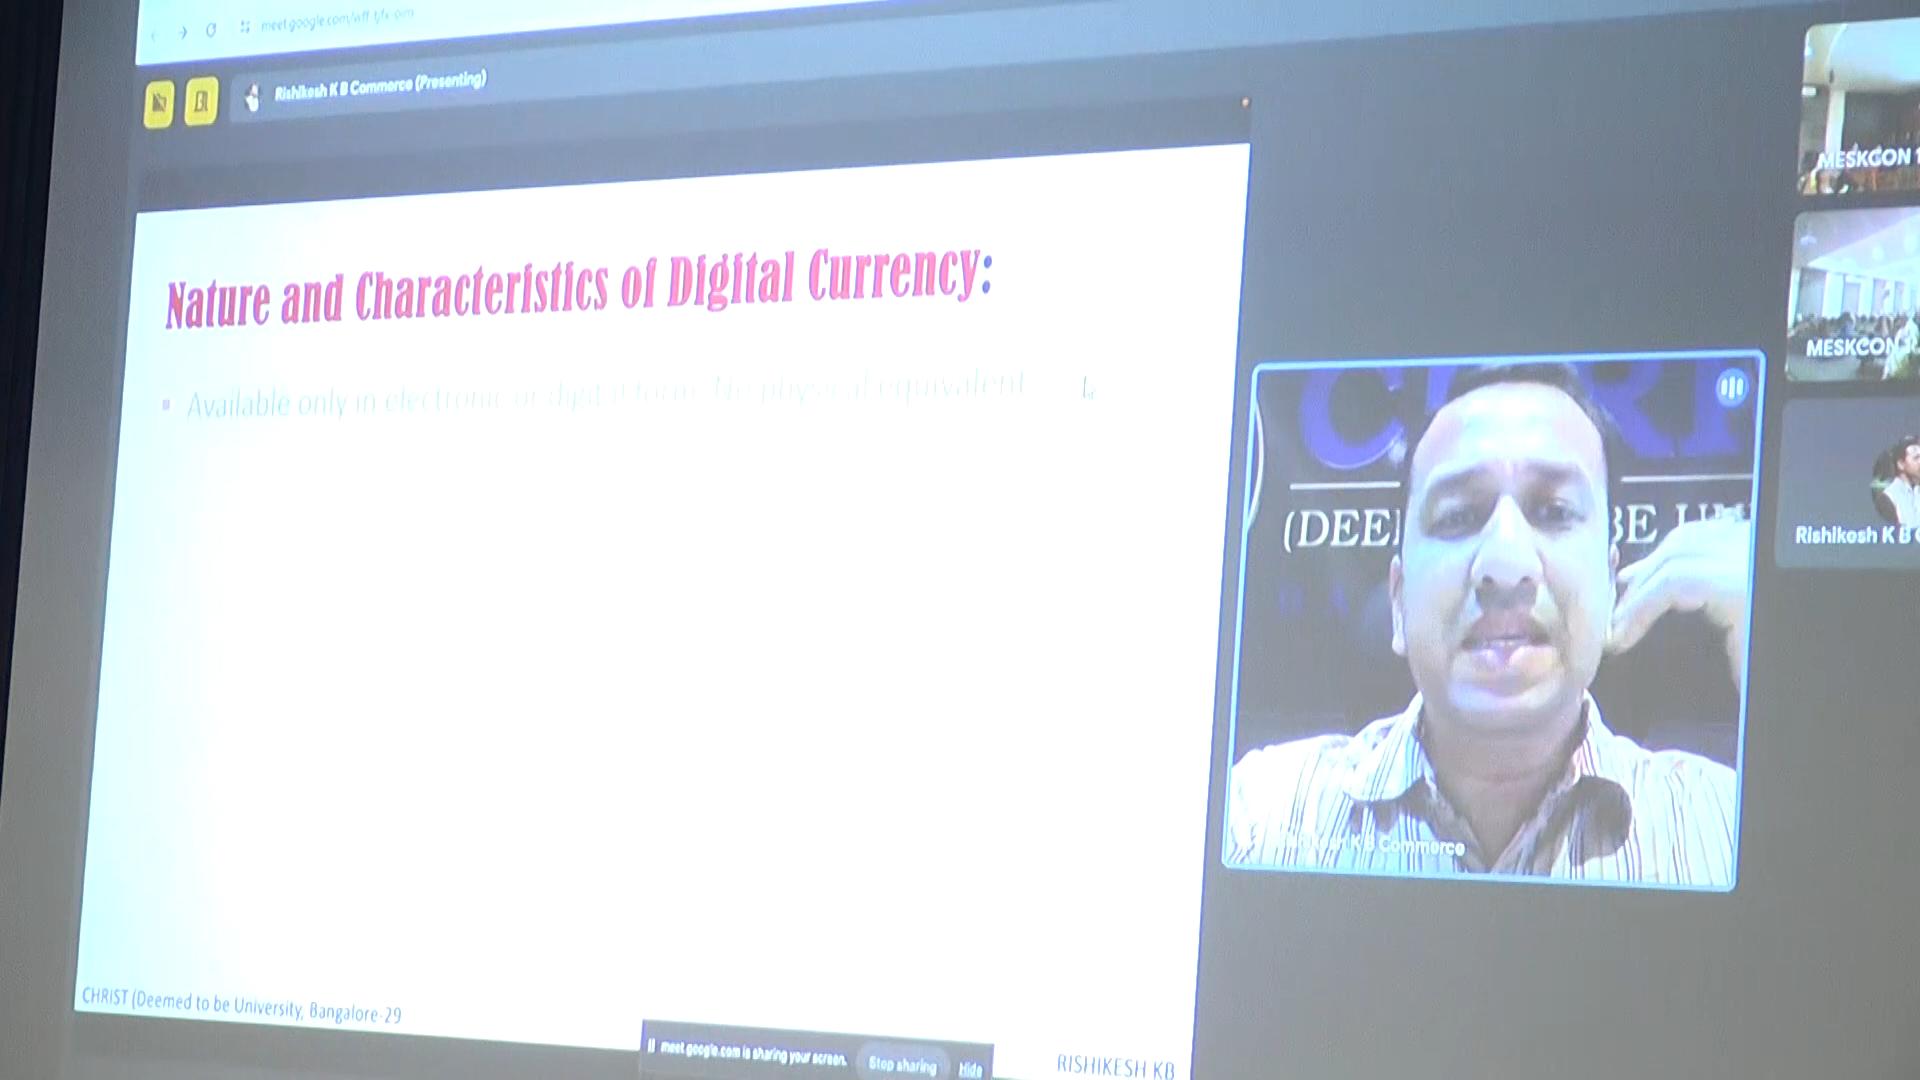 meet.google.com/
Rishikesh K B Commerce (Presenting)
Nature and Characteristics of Digital Currency:
Available only in electronic or digital form. No physical equivalent
CHRIST (Deemed to be University, Bangalore-29
RISHIKESH KB
meet.google.com is sharing your screen.
Stop sharing
Hide
(DEE
BE UN
K B Commerce
MESKCON
MESKCON
Rishikesh K B